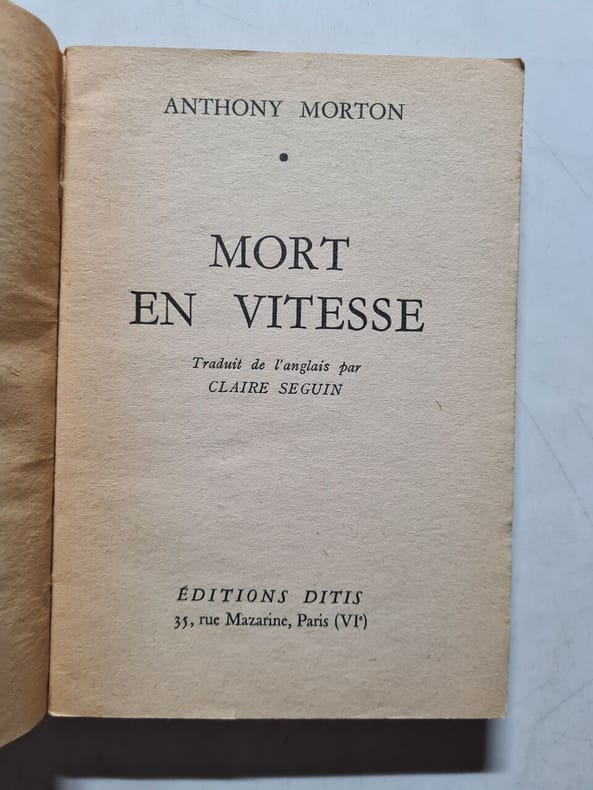 ANTHONY MORTON
•
MORT
EN VITESSE
Traduit de l'anglais par
CLAIRE SEGUIN
ÉDITIONS DITIS
35, rue Mazarine, Paris (VIe)